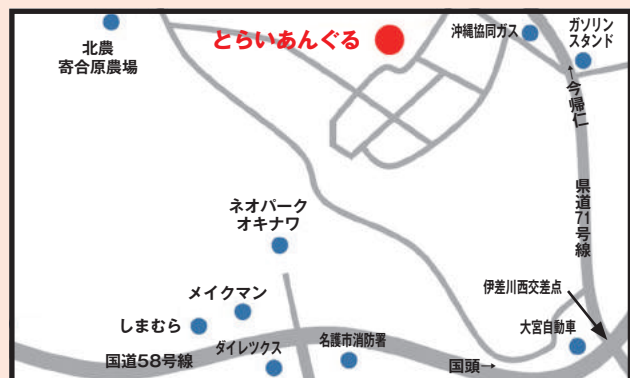 北農
寄合原農場
とらいあんぐる
沖縄協同ガス
ガソリン
スタンド
←今帰仁
県道71号線
ネオパーク
オキナワ
メイクマン
しまむら
伊差川西交差点
大宮自動車
国道58号線
ダイレックス
名護市消防署
国頭→